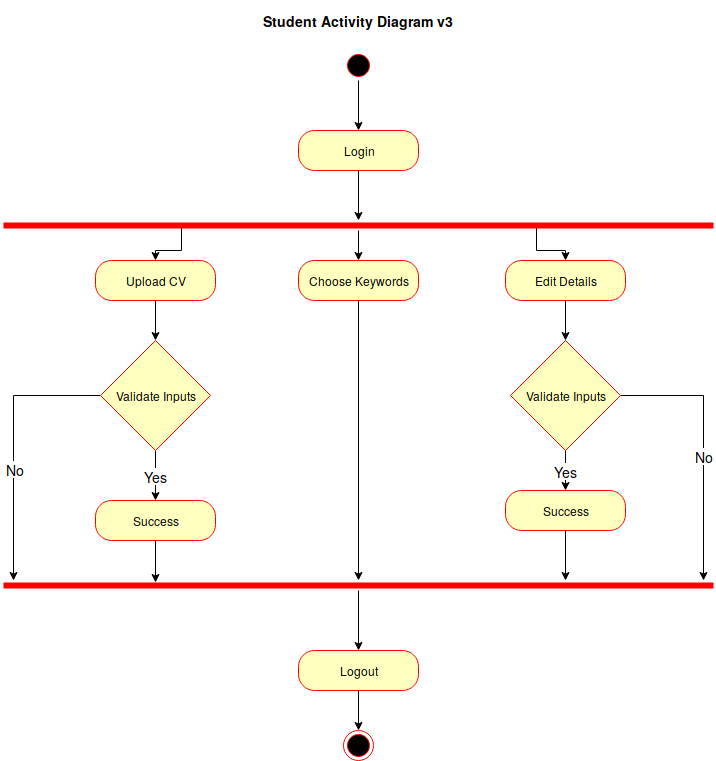 Student Activity Diagram v3
Login
Upload CV
Choose Keywords
Edit Details
Validate Inputs
Validate Inputs
No
No
Yes
Yes
Success
Success
Logout